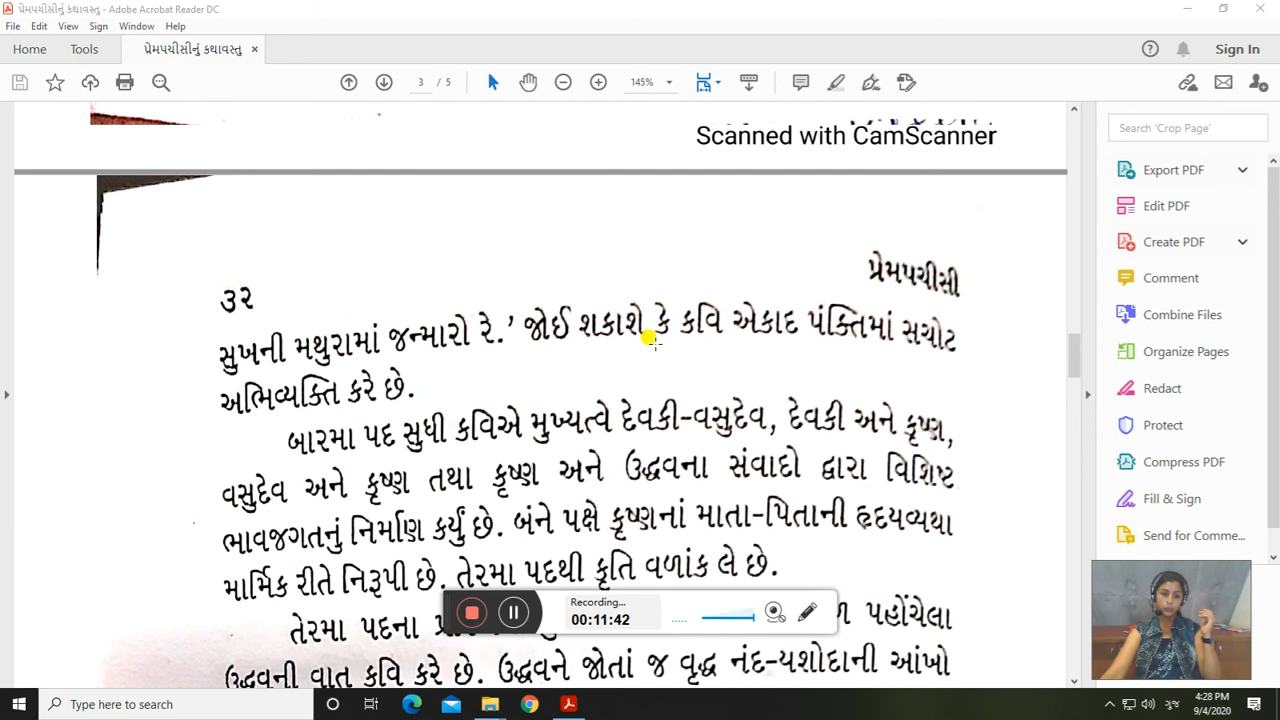 પ્રેમપચીસીનું કથાવસ્તુ - Adobe Acrobat Reader DC
File Edit View Sign Window Help
Home Tools પ્રેમપચીસીનું કથાવસ્તુ × Sign In
3 / 5 145%
Scanned with CamScanner
Search 'Crop Page'
Export PDF
Edit PDF
Create PDF
Comment
Combine Files
Organize Pages
Redact
Protect
Compress PDF
Fill & Sign
Send for Comme...
૩૨ પ્રેમપચીસી
સુખની મથુરામાં જન્મારો રે.’ જોઈ શકાશે કે કવિ એકાદ પંક્તિમાં સચોટ
અભિવ્યક્તિ કરે છે.
બારમા પદ સુધી કવિએ મુખ્યત્વે દેવકી-વસુદેવ, દેવકી અને કૃષ્ણ,
વસુદેવ અને કૃષ્ણ તથા કૃષ્ણ અને ઉદ્ધવના સંવાદો દ્વારા વિશિષ્ટ
ભાવજગતનું નિર્માણ કર્યું છે. બંને પક્ષે કૃષ્ણનાં માતા-પિતાની હૃદયવ્યથા
માર્મિક રીતે નિરૂપી છે. તેરમા પદથી કૃતિ વળાંક લે છે.
તેરમા પદના પહોંચેલા
ઉદ્ધવની વાત કવિ કરે છે. ઉદ્ધવને જોતાં જ વૃદ્ધ નંદ-યશોદાની આંખો
Recording...
00:11:42
Type here to search
ગુજ
4:28 PM
9/4/2020